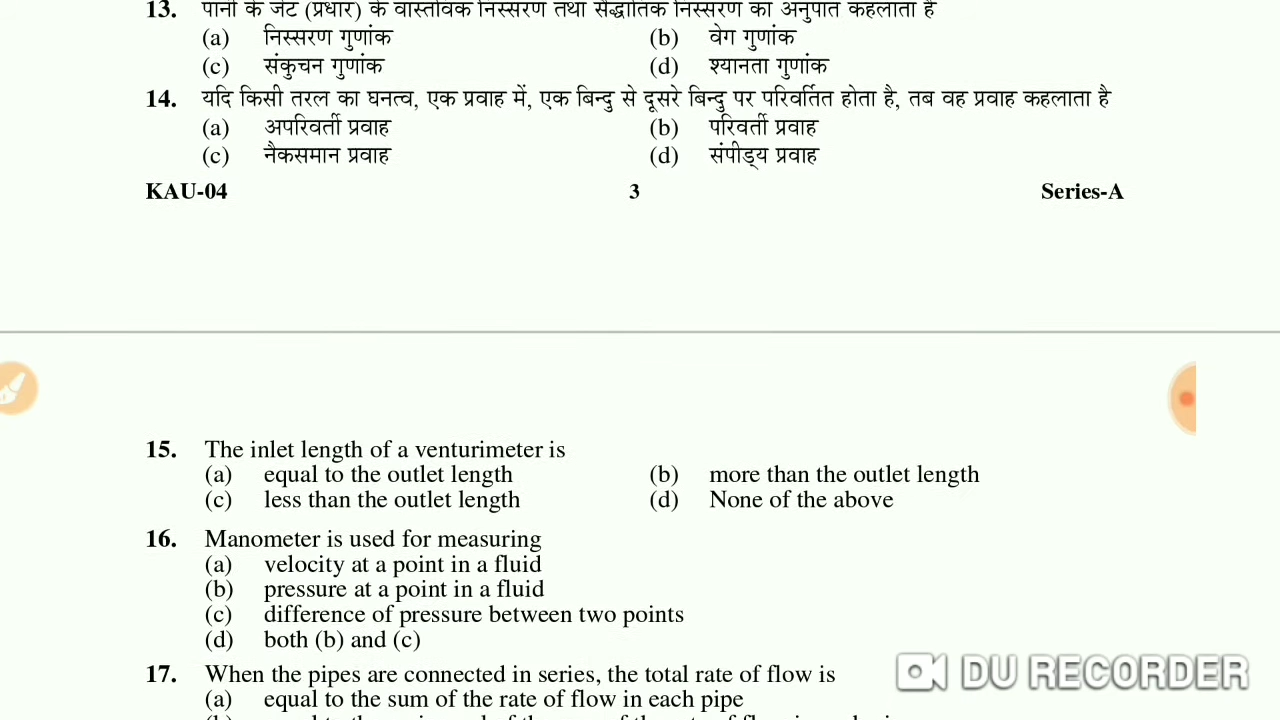 13. पानी के जेट (प्रधार) के वास्तविक निस्सरण तथा सैद्धांतिक निस्सरण का अनुपात कहलाता है
(a) निस्सरण गुणांक (b) वेग गुणांक
(c) संकुचन गुणांक (d) श्यानता गुणांक
14. यदि किसी तरल का घनत्व, एक प्रवाह में, एक बिन्दु से दूसरे बिन्दु पर परिवर्तित होता है, तब वह प्रवाह कहलाता है
(a) अपरिवर्ती प्रवाह (b) परिवर्ती प्रवाह
(c) नैकसमान प्रवाह (d) संपीड्य प्रवाह
KAU-04 3 Series-A
15. The inlet length of a venturimeter is
(a) equal to the outlet length (b) more than the outlet length
(c) less than the outlet length (d) None of the above
16. Manometer is used for measuring
(a) velocity at a point in a fluid
(b) pressure at a point in a fluid
(c) difference of pressure between two points
(d) both (b) and (c)
17. When the pipes are connected in series, the total rate of flow is
(a) equal to the sum of the rate of flow in each pipe
DU RECORDER